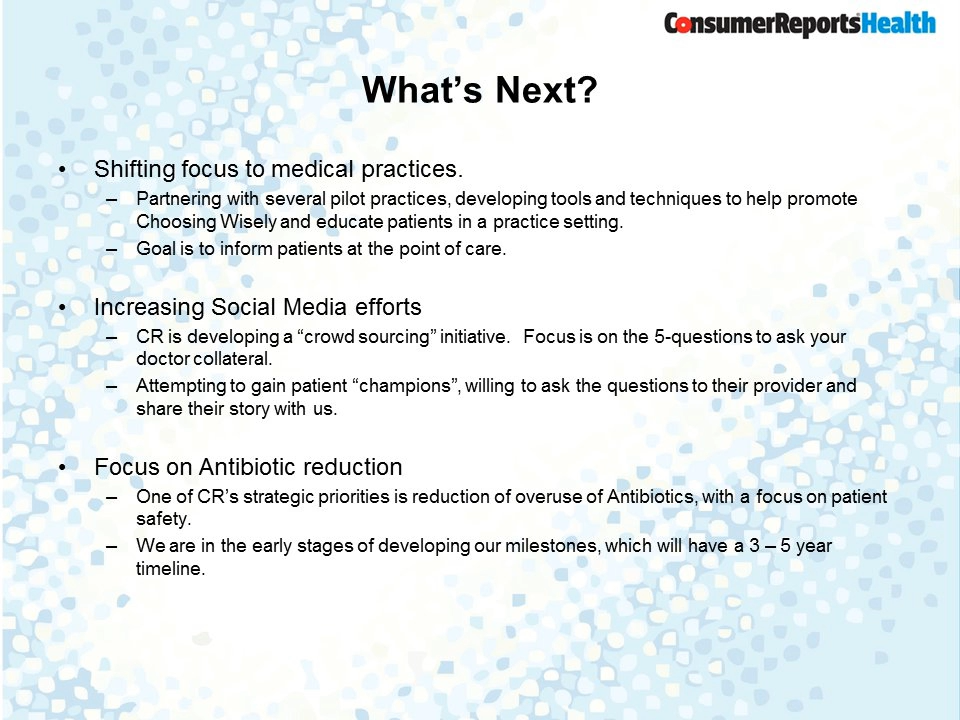 ConsumerReportsHealth
What’s Next?
• Shifting focus to medical practices.
– Partnering with several pilot practices, developing tools and techniques to help promote
Choosing Wisely and educate patients in a practice setting.
– Goal is to inform patients at the point of care.
• Increasing Social Media efforts
– CR is developing a “crowd sourcing” initiative.  Focus is on the 5-questions to ask your
doctor collateral.
– Attempting to gain patient “champions”, willing to ask the questions to their provider and
share their story with us.
• Focus on Antibiotic reduction
– One of CR’s strategic priorities is reduction of overuse of Antibiotics, with a focus on patient
safety.
– We are in the early stages of developing our milestones, which will have a 3 – 5 year
timeline.